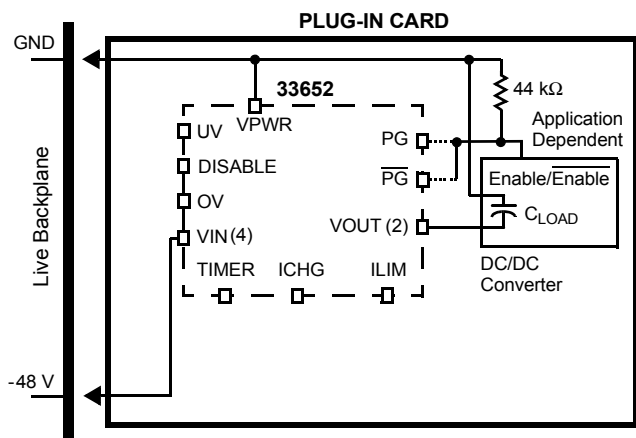 PLUG-IN CARD
GND
33652
44 kΩ
VPWR
Application
Dependent
UV
PG
DISABLE
PG
Enable/Enable
OV
CLOAD
VIN (4)
VOUT (2)
DC/DC
Converter
TIMER
ICHG
ILIM
Live Backplane
-48 V